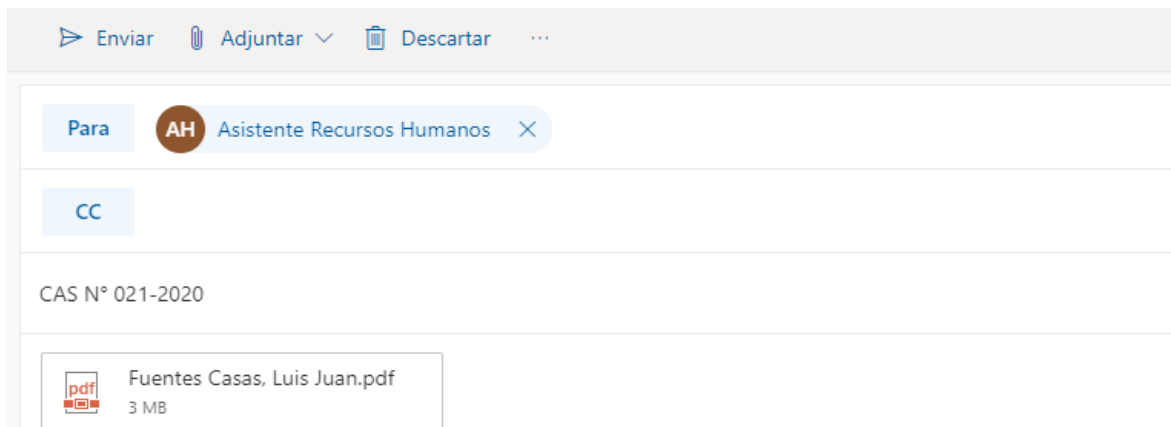 Enviar Adjuntar Descartar ...
Para AH Asistente Recursos Humanos
CC
CAS N° 021-2020
pdf Fuentes Casas, Luis Juan.pdf
3 MB